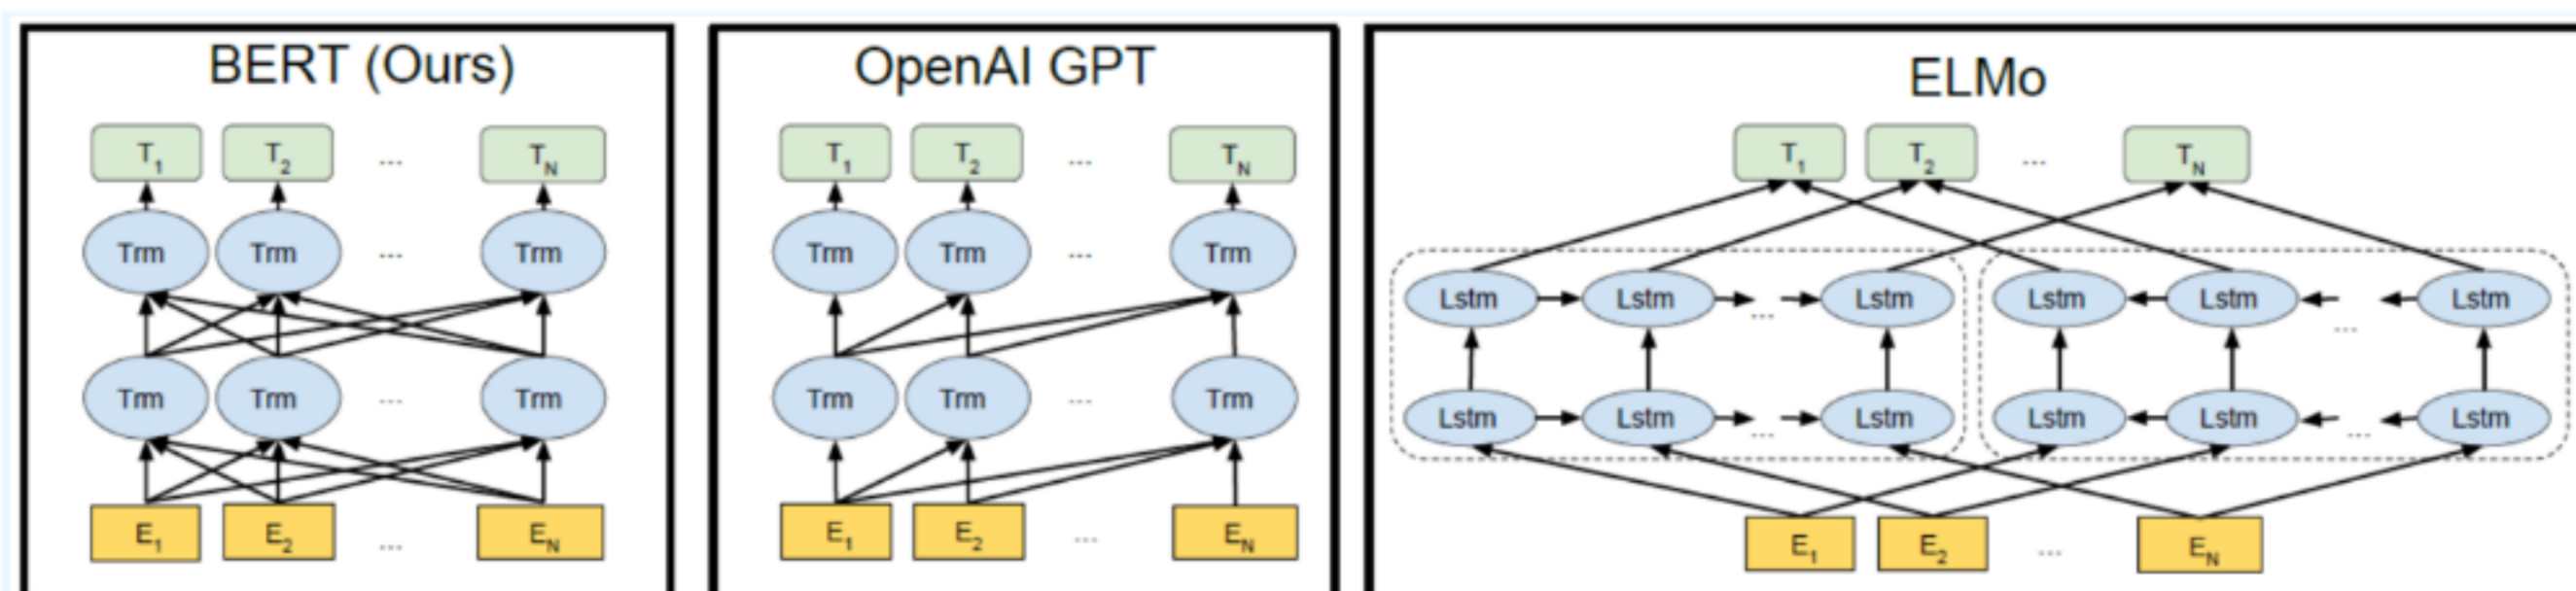 BERT (Ours)
T1 T2 ... TN
Trm Trm ... Trm
Trm Trm ... Trm
E1 E2 ... EN
OpenAI GPT
T1 T2 ... TN
Trm Trm ... Trm
Trm Trm ... Trm
E1 E2 ... EN
ELMo
T1 T2 ... TN
Lstm Lstm ... Lstm Lstm Lstm ... Lstm
Lstm Lstm ... Lstm Lstm Lstm ... Lstm
E1 E2 ... EN